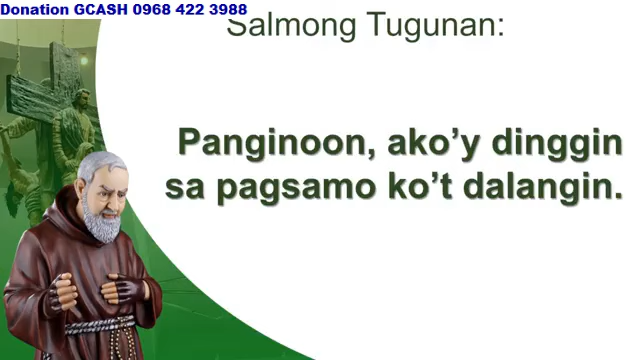 Donation GCASH 0968 422 3988
Salmong Tugunan:
Panginoon, ako’y dinggin
sa pagsamo ko’t dalangin.